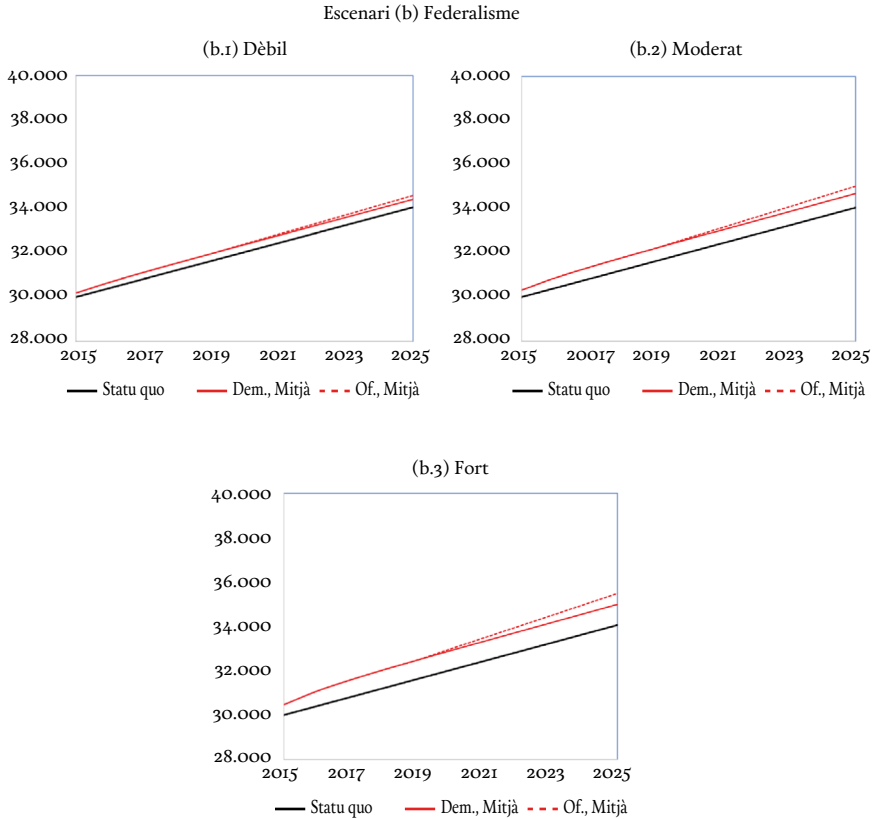 Escenari (b) Federalisme
(b.1) Dèbil
40.000
38.000
36.000
34.000
32.000
30.000
28.000
2015 2017 2019 2021 2023 2025
Statu quo Dem., Mitjà Of., Mitjà
(b.2) Moderat
40.000
38.000
36.000
34.000
32.000
30.000
28.000
2015 20017 2019 2021 2023 2025
Statu quo Dem., Mitjà Of., Mitjà
(b.3) Fort
40.000
38.000
36.000
34.000
32.000
30.000
28.000
2015 2017 2019 2021 2023 2025
Statu quo Dem., Mitjà Of., Mitjà